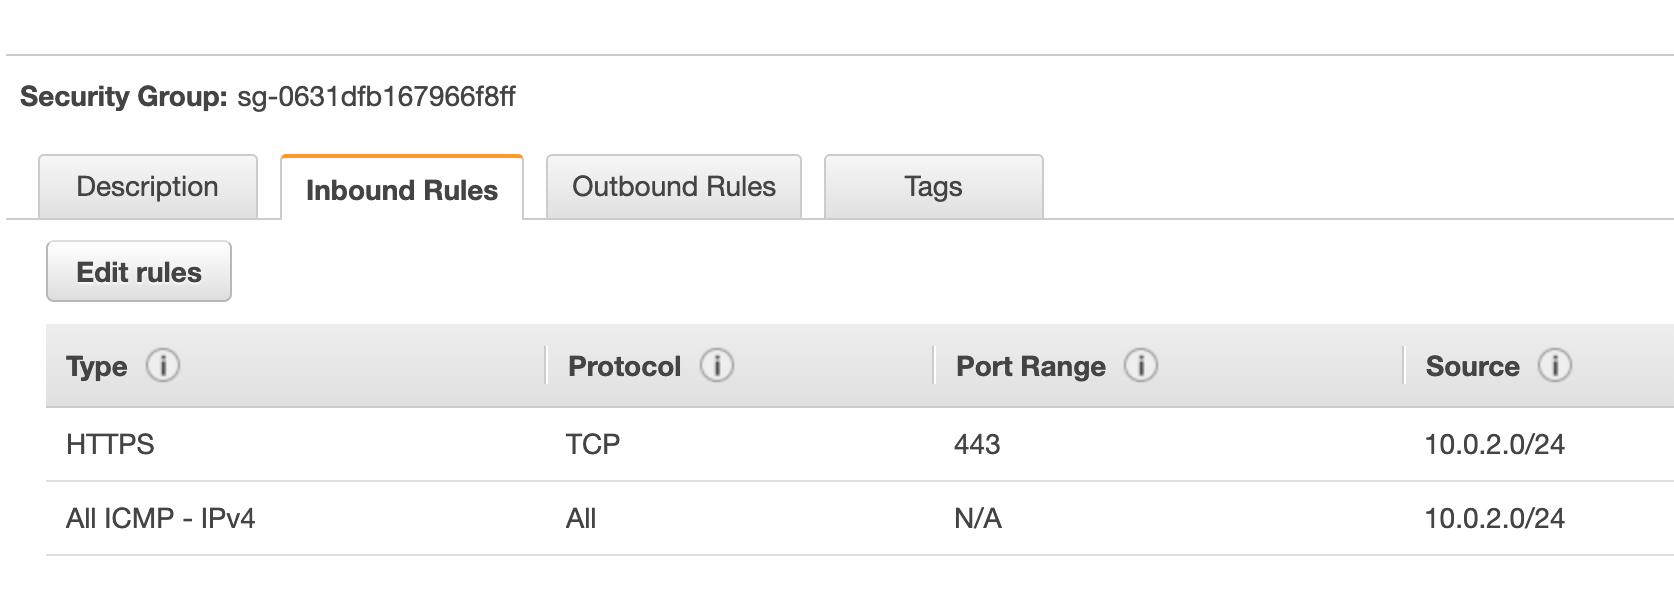 Security Group: sg-0631dfb167966f8ff
Description Inbound Rules Outbound Rules Tags
Edit rules
Type i Protocol i Port Range i Source i
HTTPS TCP 443 10.0.2.0/24
All ICMP - IPv4 All N/A 10.0.2.0/24